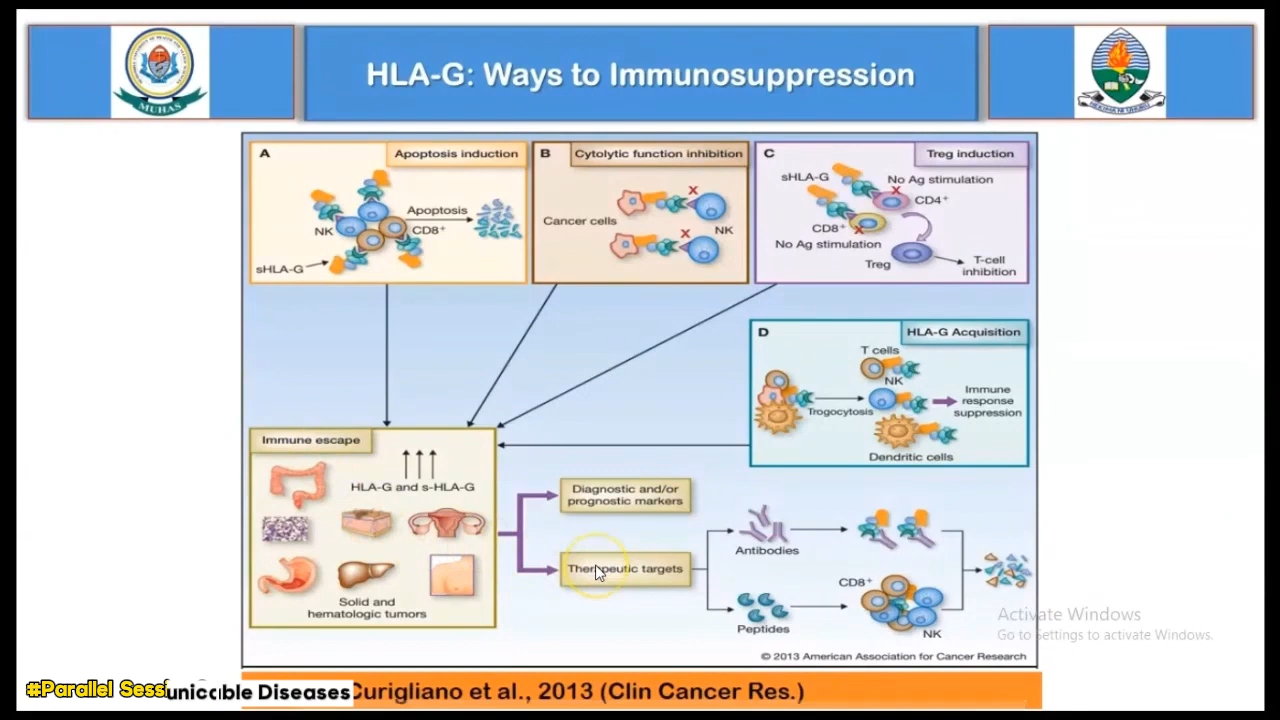 HLA-G: Ways to Immunosuppression
MUHAS
A
Apoptosis induction
NK
Apoptosis
CD8⁺
sHLA-G
B
Cytolytic function inhibition
Cancer cells
X
NK
X
C
Treg induction
sHLA-G
No Ag stimulation
X
CD4⁺
CD8⁺
X
No Ag stimulation
Treg
T-cell
inhibition
D
HLA-G Acquisition
T cells
NK
Trogocytosis
Immune
response
suppression
Dendritic cells
Immune escape
HLA-G and s-HLA-G
Solid and
hematologic tumors
Diagnostic and/or
prognostic markers
Therapeutic targets
Antibodies
Peptides
CD8⁺
NK
Activate Windows
Go to Settings to activate Windows.
© 2013 American Association for Cancer Research
#Parallel Sessi
unicable Diseases
Curigliano et al., 2013 (Clin Cancer Res.)